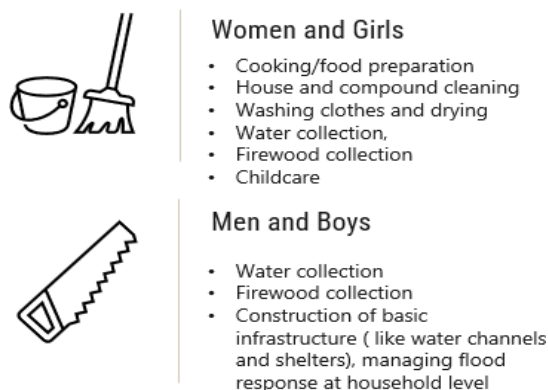 Women and Girls
• Cooking/food preparation
• House and compound cleaning
• Washing clothes and drying
• Water collection,
• Firewood collection
• Childcare
Men and Boys
• Water collection
• Firewood collection
• Construction of basic
infrastructure ( like water channels
and shelters), managing flood
response at household level